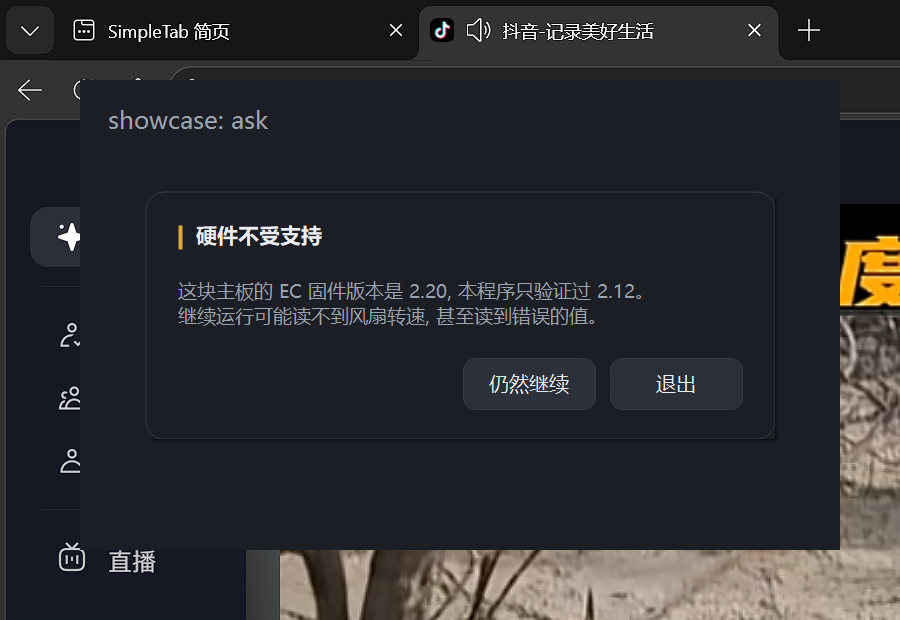 SimpleTab 简页
抖音-记录美好生活
showcase: ask
硬件不受支持
这块主板的 EC 固件版本是 2.20, 本程序只验证过 2.12。
继续运行可能读不到风扇转速, 甚至读到错误的值。
仍然继续
退出
直播
度